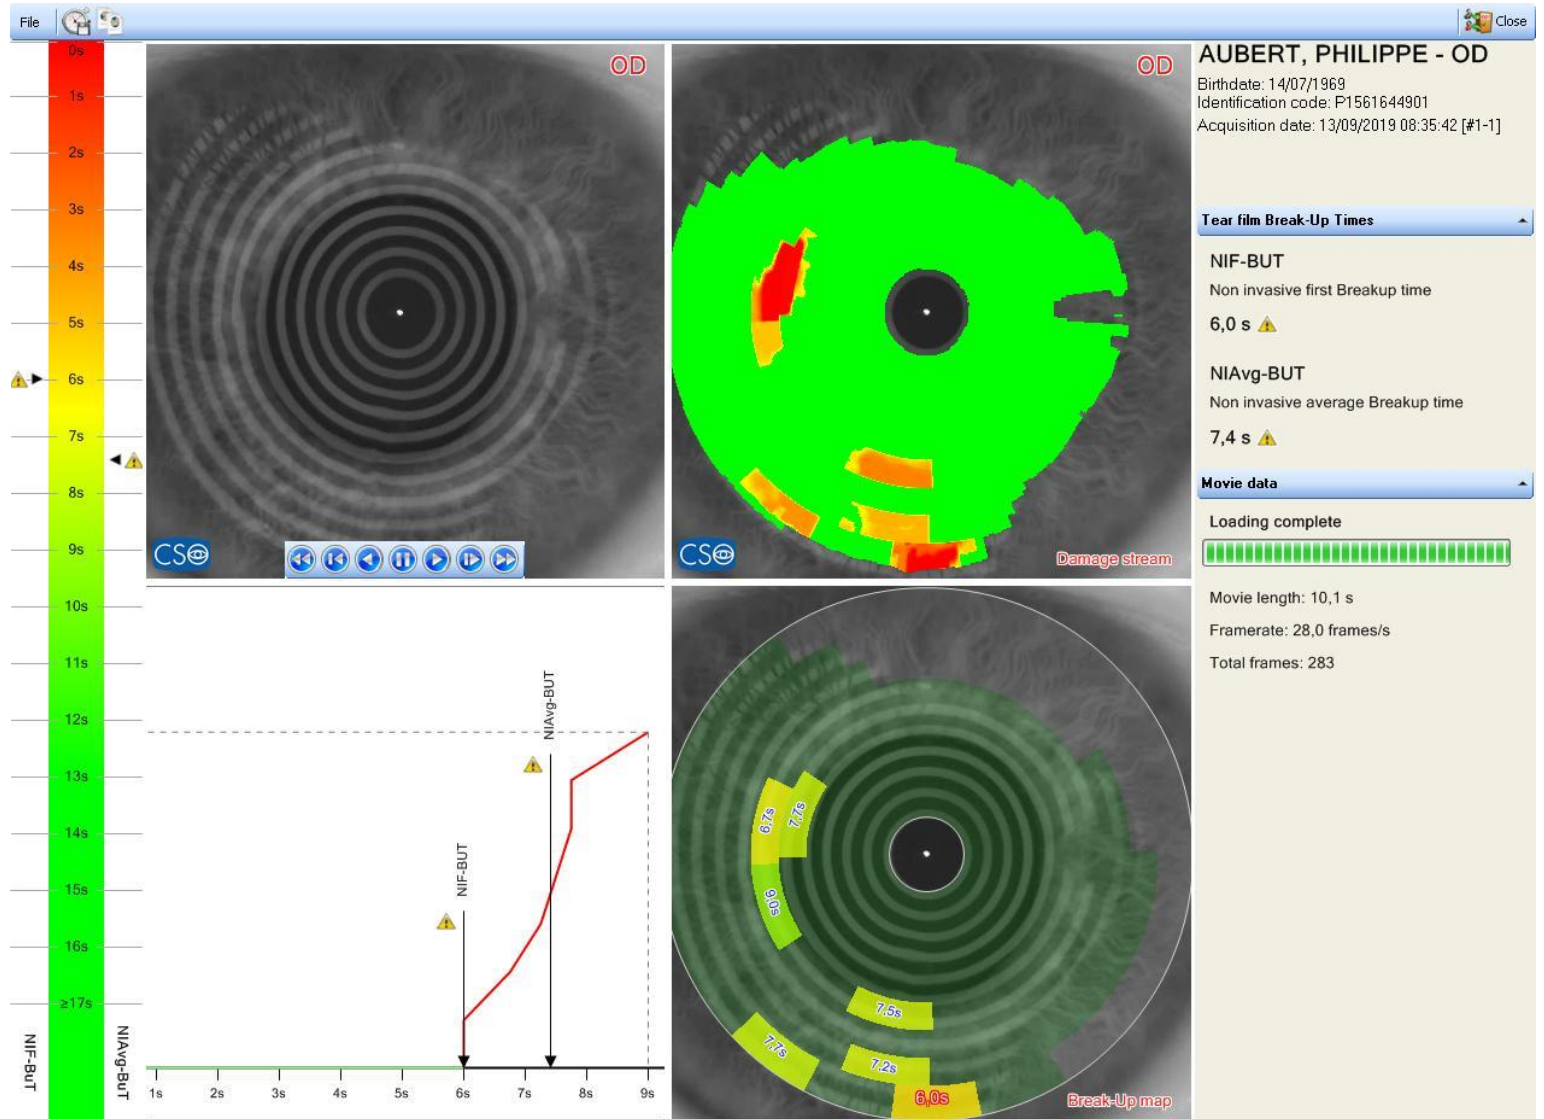 File
Close
0s
1s
2s
3s
4s
5s
6s
7s
8s
9s
10s
11s
12s
13s
14s
15s
16s
≥17s
NIF-BuT
NIAvg-BuT
OD
CSO
OD
CSO
Damage stream
NIF-BUT
NIAvg-BUT
1s 2s 3s 4s 5s 6s 7s 8s 9s
6,7s
7,7s
9,0s
7,5s
7,7s
7,2s
6,0s
Break-Up map
AUBERT, PHILIPPE - OD
Birthdate: 14/07/1969
Identification code: P1561644901
Acquisition date: 13/09/2019 08:35:42 [#1-1]
Tear film Break-Up Times
NIF-BUT
Non invasive first Breakup time
6,0 s
NIAvg-BUT
Non invasive average Breakup time
7,4 s
Movie data
Loading complete
Movie length: 10,1 s
Framerate: 28,0 frames/s
Total frames: 283